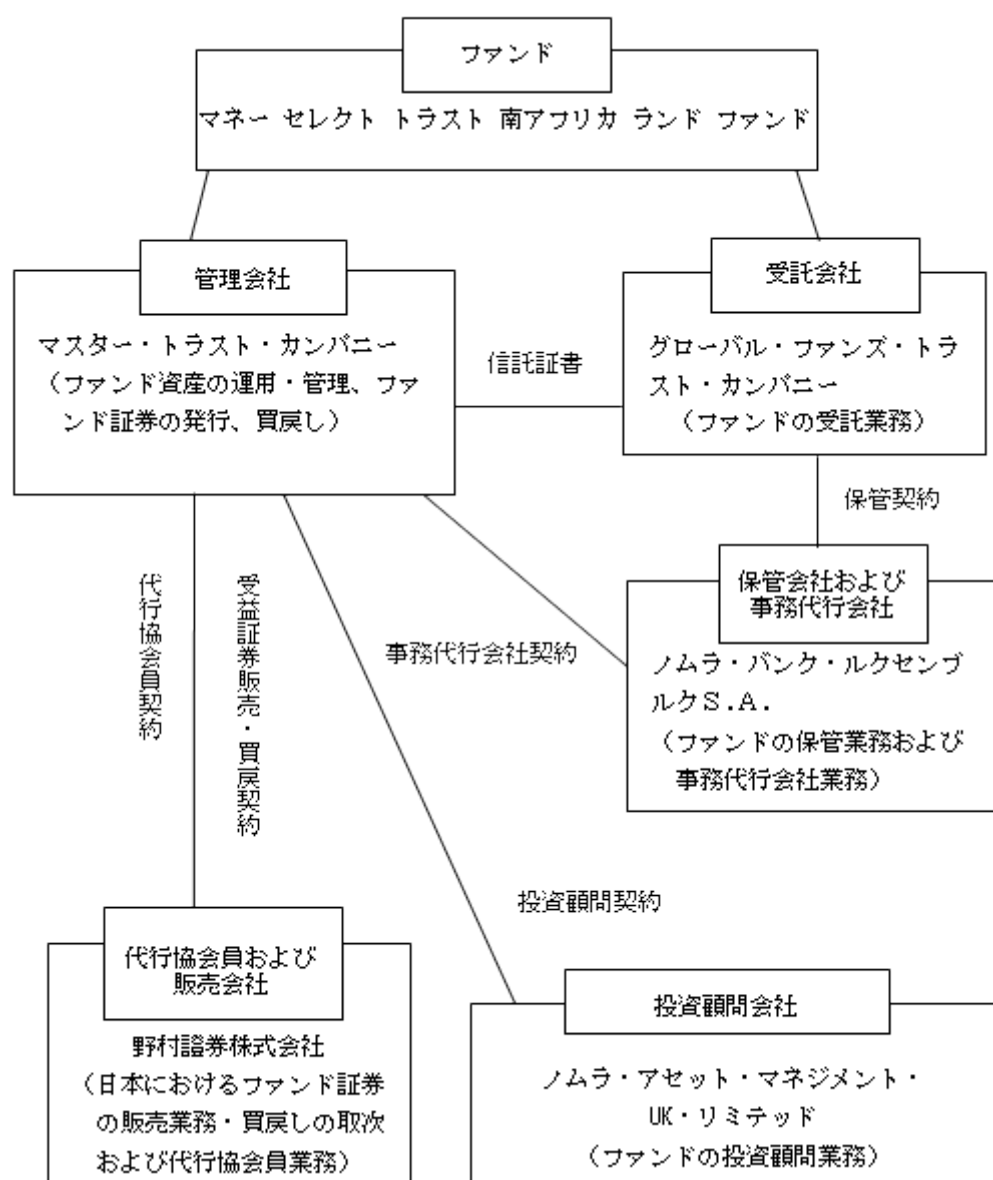 ファンド
マネー セレクト トラスト 南アフリカ ランド ファンド
管理会社
マスター・トラスト・カンパニー
（ファンド資産の運用・管理、ファ
ンド証券の発行、買戻し）
信託証書
受託会社
グローバル・ファンズ・トラ
スト・カンパニー
（ファンドの受託業務）
保管契約
保管会社および
事務代行会社
ノムラ・バンク・ルクセンブ
ルクＳ.Ａ.
（ファンドの保管業務および
事務代行会社業務）
代行協会員契約
受益証券販売・買戻契約
事務代行会社契約
投資顧問契約
代行協会員および
販売会社
野村證券株式会社
（日本におけるファンド証券
の販売業務・買戻しの取次
および代行協会員業務）
投資顧問会社
ノムラ・アセット・マネジメント・
UK・リミテッド
（ファンドの投資顧問業務）